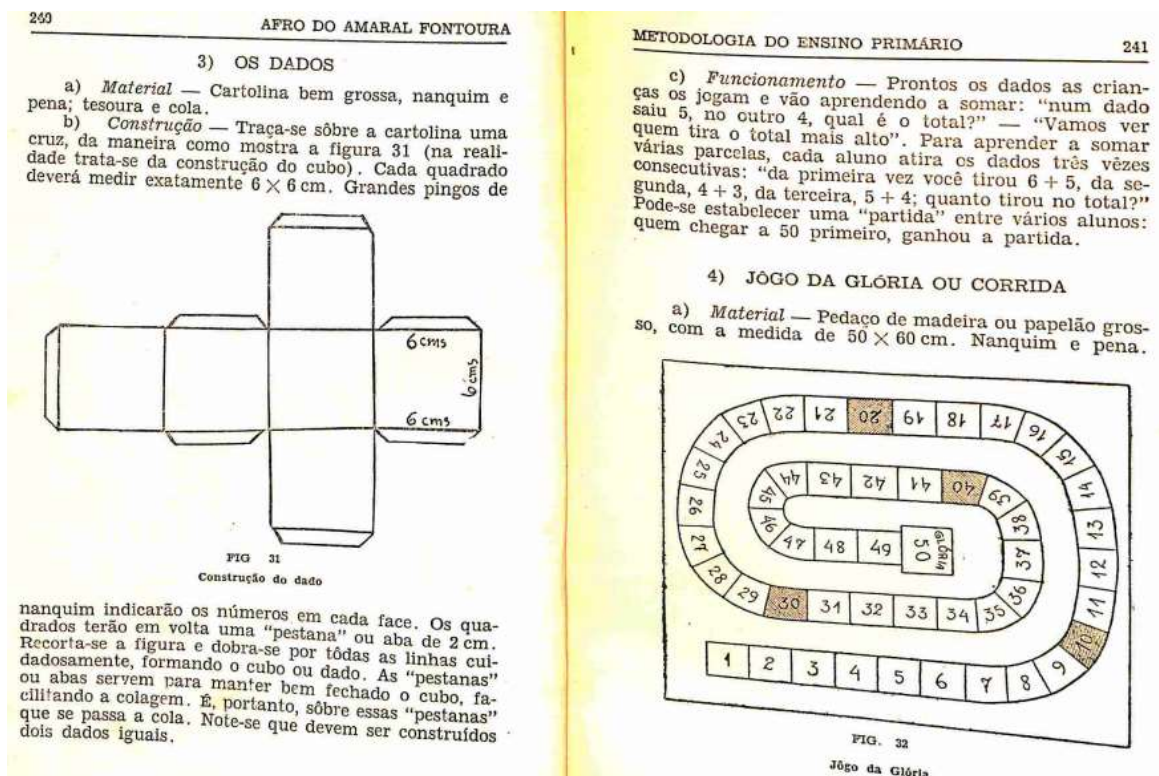 240
AFRO DO AMARAL FONTOURA
3) OS DADOS
a) Material — Cartolina bem grossa, nanquim e
pena; tesoura e cola.
b) Construção — Traça-se sôbre a cartolina uma
cruz, da maneira como mostra a figura 31 (na reali-
dade trata-se da construção do cubo). Cada quadrado
deverá medir exatamente 6 × 6 cm. Grandes pingos de
6 cms
6 cms
6 cms
FIG 31
Construção do dado
nanquim indicarão os números em cada face. Os qua-
drados terão em volta uma “pestana” ou aba de 2 cm.
Recorta-se a figura e dobra-se por tôdas as linhas cui-
dadosamente, formando o cubo ou dado. As “pestanas”
ou abas servem para manter bem fechado o cubo, fa-
cilitando a colagem. É, portanto, sôbre essas “pestanas”
que se passa a cola. Note-se que devem ser construídos
dois dados iguais.
METODOLOGIA DO ENSINO PRIMÁRIO
241
c) Funcionamento — Prontos os dados as crian-
ças os jogam e vão aprendendo a somar: “num dado
saiu 5, no outro 4, qual é o total?” — “Vamos ver
quem tira o total mais alto”. Para aprender a somar
várias parcelas, cada aluno atira os dados três vêzes
consecutivas: “da primeira vez você tirou 6 + 5, da se-
gunda, 4 + 3, da terceira, 5 + 4; quanto tirou no total?”
Pode-se estabelecer uma “partida” entre vários alunos:
quem chegar a 50 primeiro, ganhou a partida.
4) JÔGO DA GLÓRIA OU CORRIDA
a) Material — Pedaço de madeira ou papelão gros-
so, com a medida de 50 × 60 cm. Nanquim e pena.
1 2 3 4 5 6 7 8 9 10 11 12 13 14 15 16 17 18 19 20 21 22 23 24 25 26 27 28 29 30 31 32 33 34 35 36 37 38 39 40 41 42 43 44 45 46 47 48 49 50 GLÓRIA
FIG. 32
Jôgo da Glória